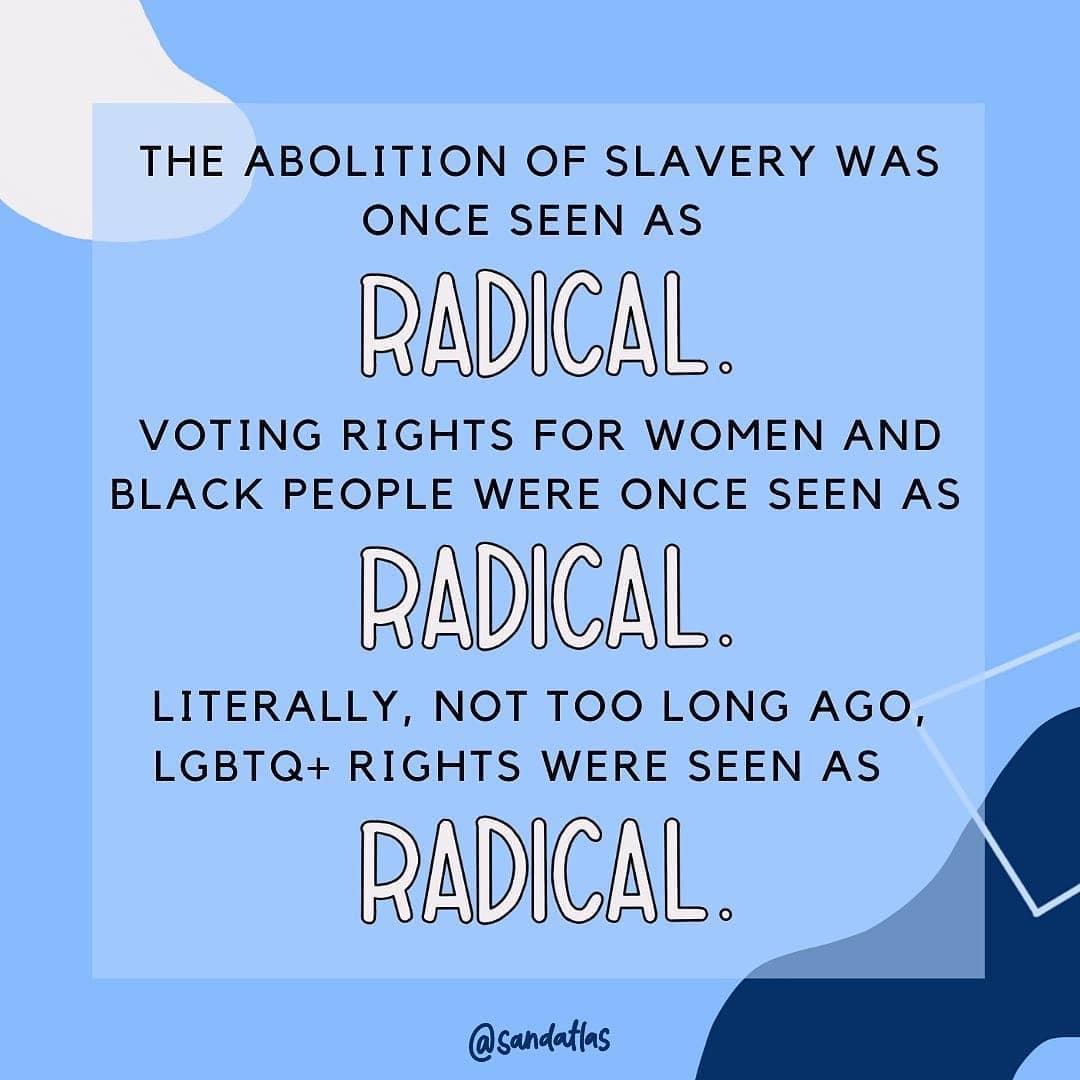 THE ABOLITION OF SLAVERY WAS
ONCE SEEN AS
RADICAL.
VOTING RIGHTS FOR WOMEN AND
BLACK PEOPLE WERE ONCE SEEN AS
RADICAL.
LITERALLY, NOT TOO LONG AGO,
LGBTQ+ RIGHTS WERE SEEN AS
RADICAL.
@sandatlas